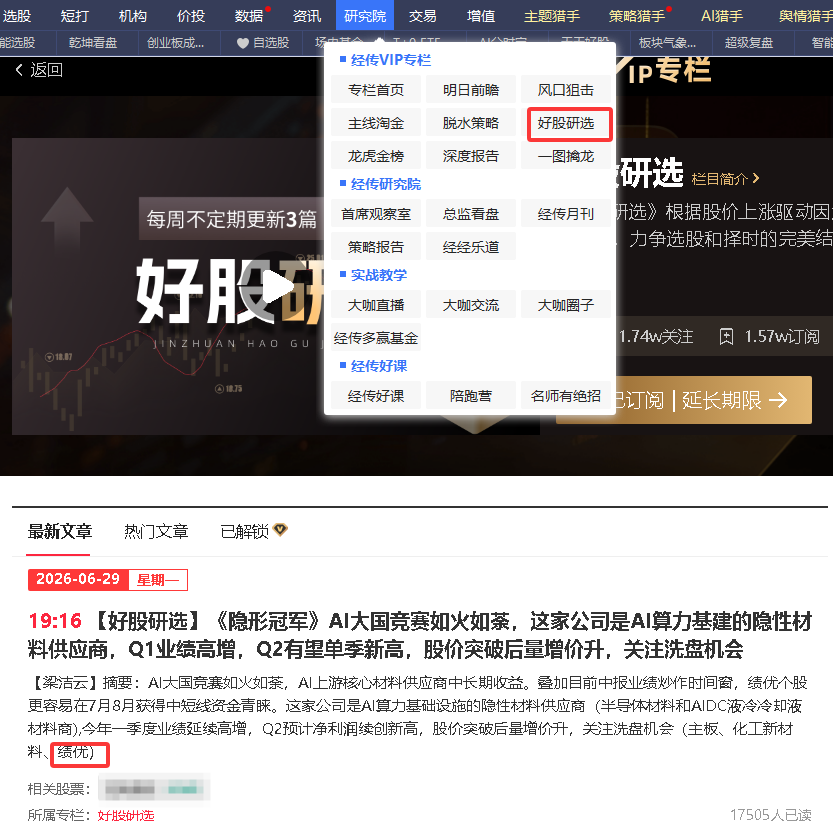 选股 短打 机构 价投 数据 资讯 研究院 交易 增值 主题猎手 策略猎手 AI猎手 舆情猎手
能选股 乾坤看盘 创业板成... 自选股 板块气象... 超级复盘 智能
返回
VIP专栏
经传VIP专栏
专栏首页 明日前瞻 风口狙击
主线淘金 脱水策略 好股研选
龙虎金榜 深度报告 一图擒龙
经传研究院
首席观察室 总监看盘 经传月刊
策略报告 经经乐道
实战教学
大咖直播 大咖交流 大咖圈子
经传多赢基金
经传好课
经传好课 陪跑营 名师有绝招
研选 栏目简介
研选》根据股价上涨驱动因
力争选股和择时的完美结
1.74w关注 1.57w订阅
已订阅 | 延长期限
每周不定期更新3篇
好股研
JINZHUAN HAO GU J
18.87
18.75
最新文章 热门文章 已解锁
2026-06-29 星期一
19:16 【好股研选】《隐形冠军》AI大国竞赛如火如荼，这家公司是AI算力基建的隐性材
料供应商，Q1业绩高增，Q2有望单季新高，股价突破后量增价升，关注洗盘机会
【梁洁云】摘要：AI大国竞赛如火如荼，AI上游核心材料供应商中长期收益。叠加目前中报业绩炒作时间窗，绩优个股
更容易在7月8月获得中短线资金青睐。这家公司是AI算力基础设施的隐性材料供应商（半导体材料和AIDC液冷冷却液
材料商),今年一季度业绩延续高增，Q2预计净利润续创新高，股价突破后量增价升，关注洗盘机会（主板、化工新材
料、绩优）
相关股票：
所属专栏：好股研选
17505人已读